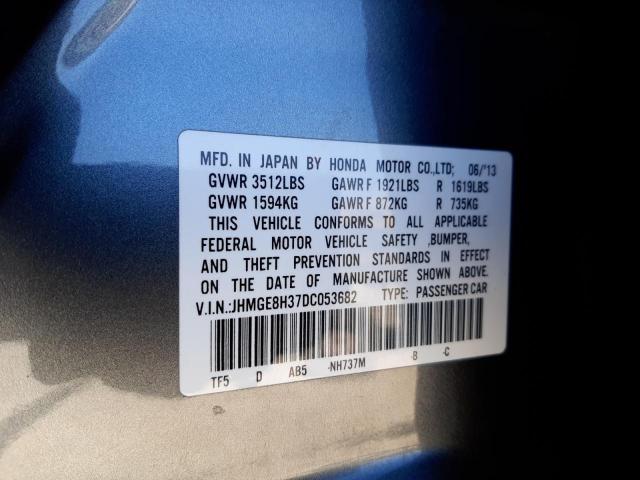 MFD. IN JAPAN BY HONDA MOTOR CO.,LTD; 06/'13
GVWR 3512LBS GAWR F 1921LBS R 1619LBS
GVWR 1594KG GAWR F 872KG R 735KG
THIS VEHICLE CONFORMS TO ALL APPLICABLE
FEDERAL MOTOR VEHICLE SAFETY ,BUMPER,
AND THEFT PREVENTION STANDARDS IN EFFECT
ON THE DATE OF MANUFACTURE SHOWN ABOVE.
V.I.N.:JHMGE8H37DC053682 TYPE: PASSENGER CAR
TF5 D AB5 -NH737M -B -C